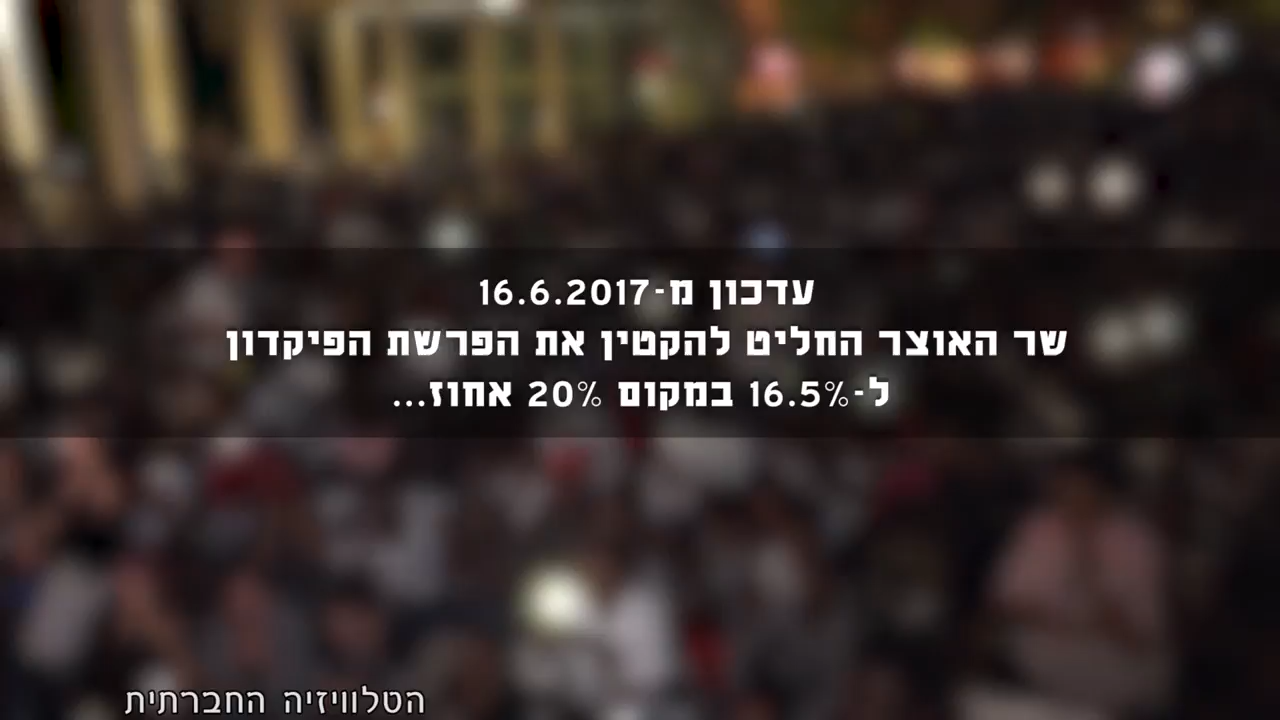 עדכון מ-16.6.2017
שר האוצר החליט להקטין את הפרשת הפיקדון
ל-16.5% במקום 20% אחוז...
הטלוויזיה החברתית